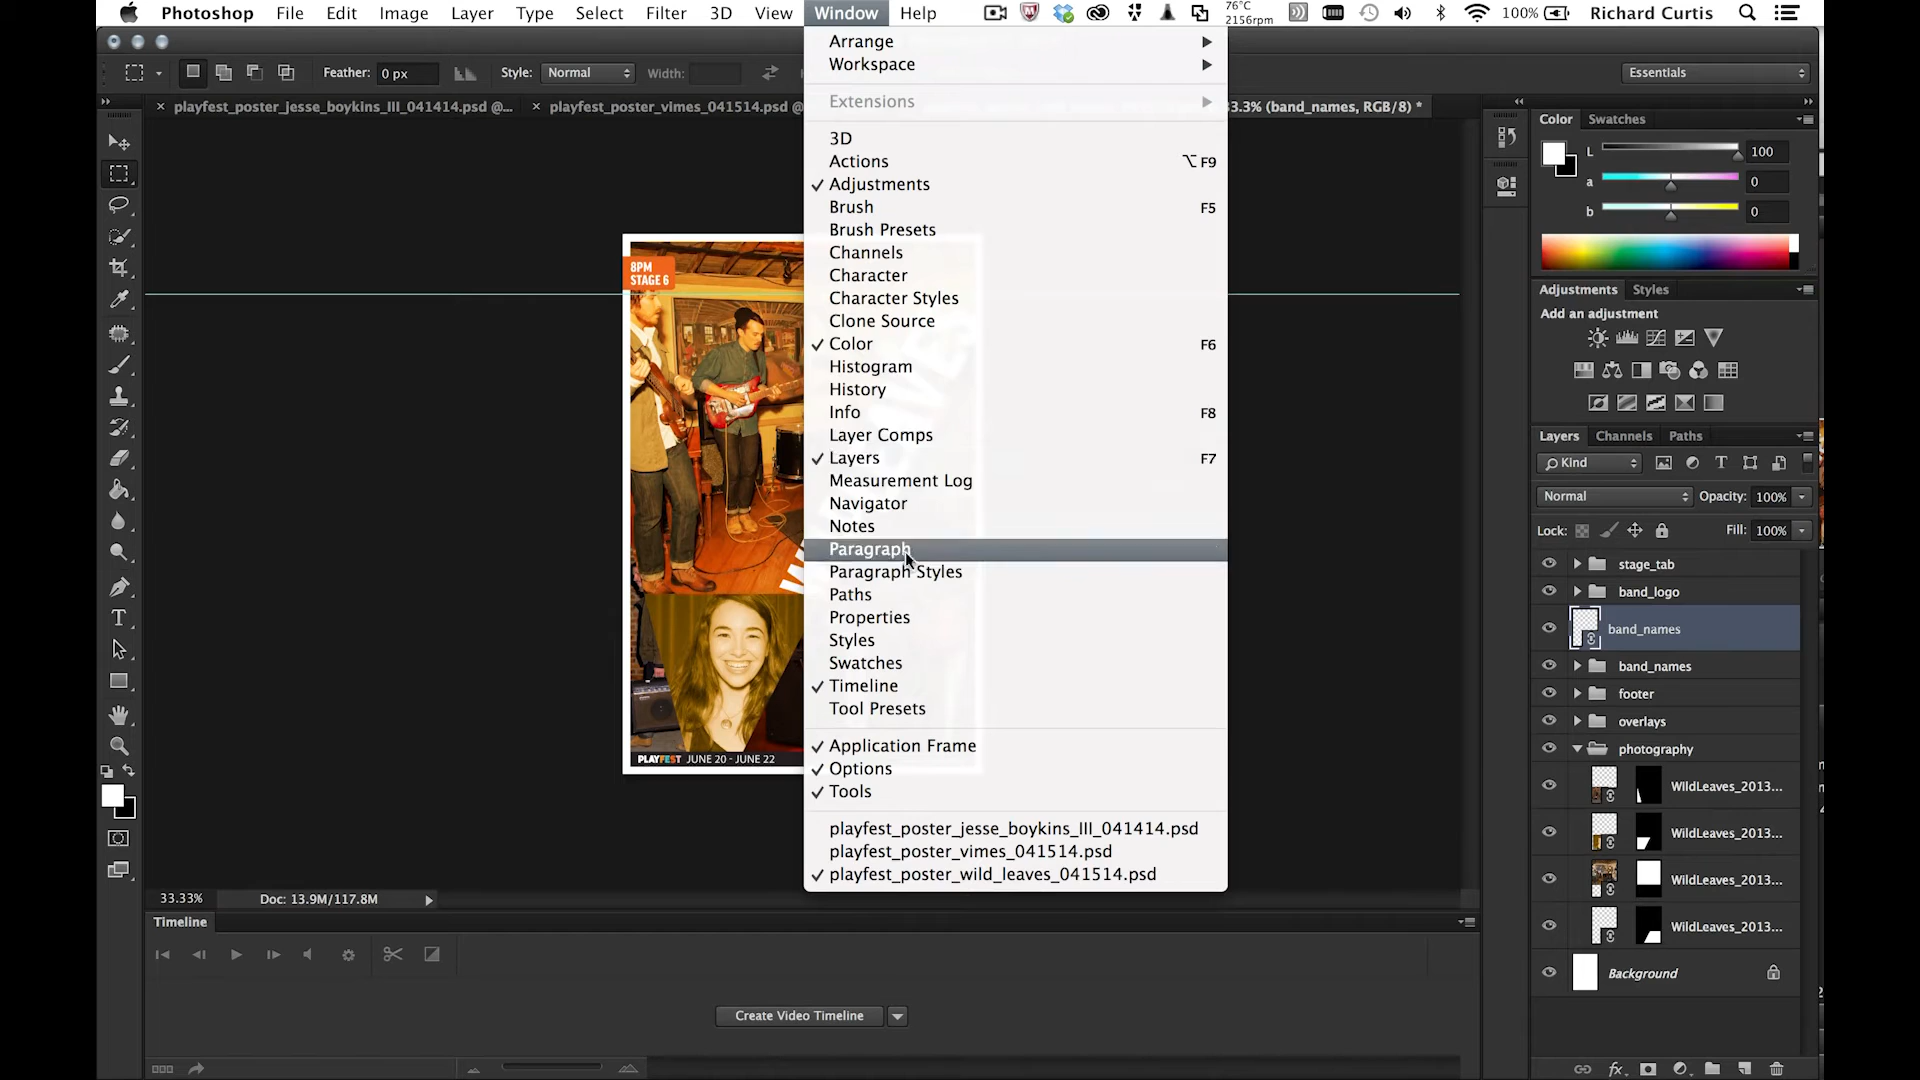 Photoshop File Edit Image Layer Type Select Filter 3D View Window Help 76°C 2156rpm 100% Richard Curtis
Feather: 0 px Style: Normal Width: Essentials
playfest_poster_jesse_boykins_III_041414.psd @... playfest_poster_vimes_041514.psd @ 3.3% (band_names, RGB/8) *
Arrange
Workspace
Extensions
3D
Actions ⌥F9
Adjustments
Brush F5
Brush Presets
Channels
Character
Character Styles
Clone Source
Color F6
Histogram
History
Info F8
Layer Comps
Layers F7
Measurement Log
Navigator
Notes
Paragraph
Paragraph Styles
Paths
Properties
Styles
Swatches
Timeline
Tool Presets
Application Frame
Options
Tools
playfest_poster_jesse_boykins_III_041414.psd
playfest_poster_vimes_041514.psd
playfest_poster_wild_leaves_041514.psd
8PM
STAGE 6
PLAYFEST JUNE 20 - JUNE 22
33.33% Doc: 13.9M/117.8M
Timeline
Create Video Timeline
Color Swatches
L 100
a 0
b 0
Adjustments Styles
Add an adjustment
Layers Channels Paths
Kind
Normal Opacity: 100%
Lock: Fill: 100%
stage_tab
band_logo
band_names
band_names
footer
overlays
photography
WildLeaves_2013...
WildLeaves_2013...
WildLeaves_2013...
WildLeaves_2013...
Background